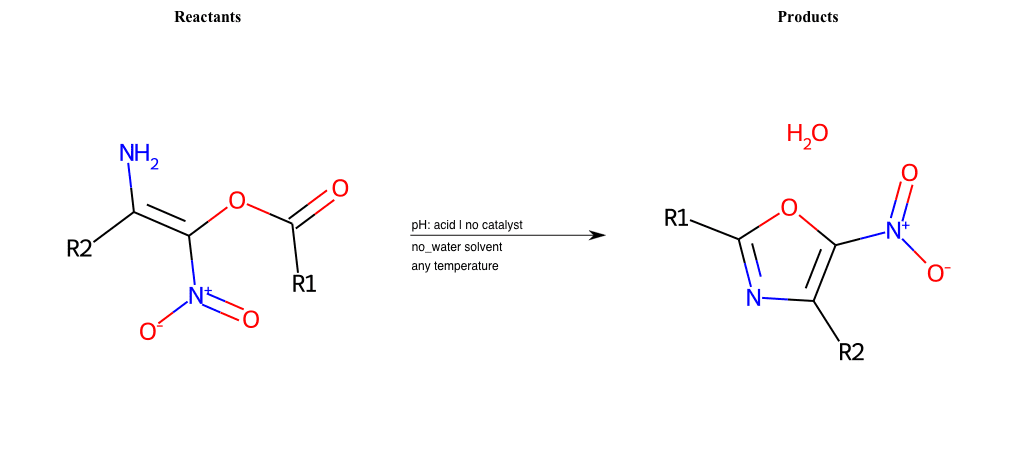 Reactants
Products
H2O
NH2
O
O
R2
R1
N+
O-
O
pH: acid | no catalyst
no_water solvent
any temperature
O
R1
O
N+
O-
N
R2